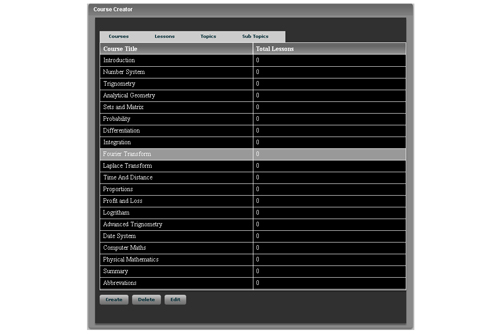 Course Creator
Courses Lessons Topics Sub Topics
Course Title Total Lessons
Introduction 0
Number System 0
Trignometry 0
Analytical Geometry 0
Sets and Matrix 0
Probability 0
Differentiation 0
Integration 0
Fourier Transform 0
Laplace Transform 0
Time And Distance 0
Proportions 0
Profit and Loss 0
Logritham 0
Advanced Trignometry 0
Date System 0
Computer Maths 0
Physical Mathematics 0
Summary 0
Abbrevations 0
Create Delete Edit